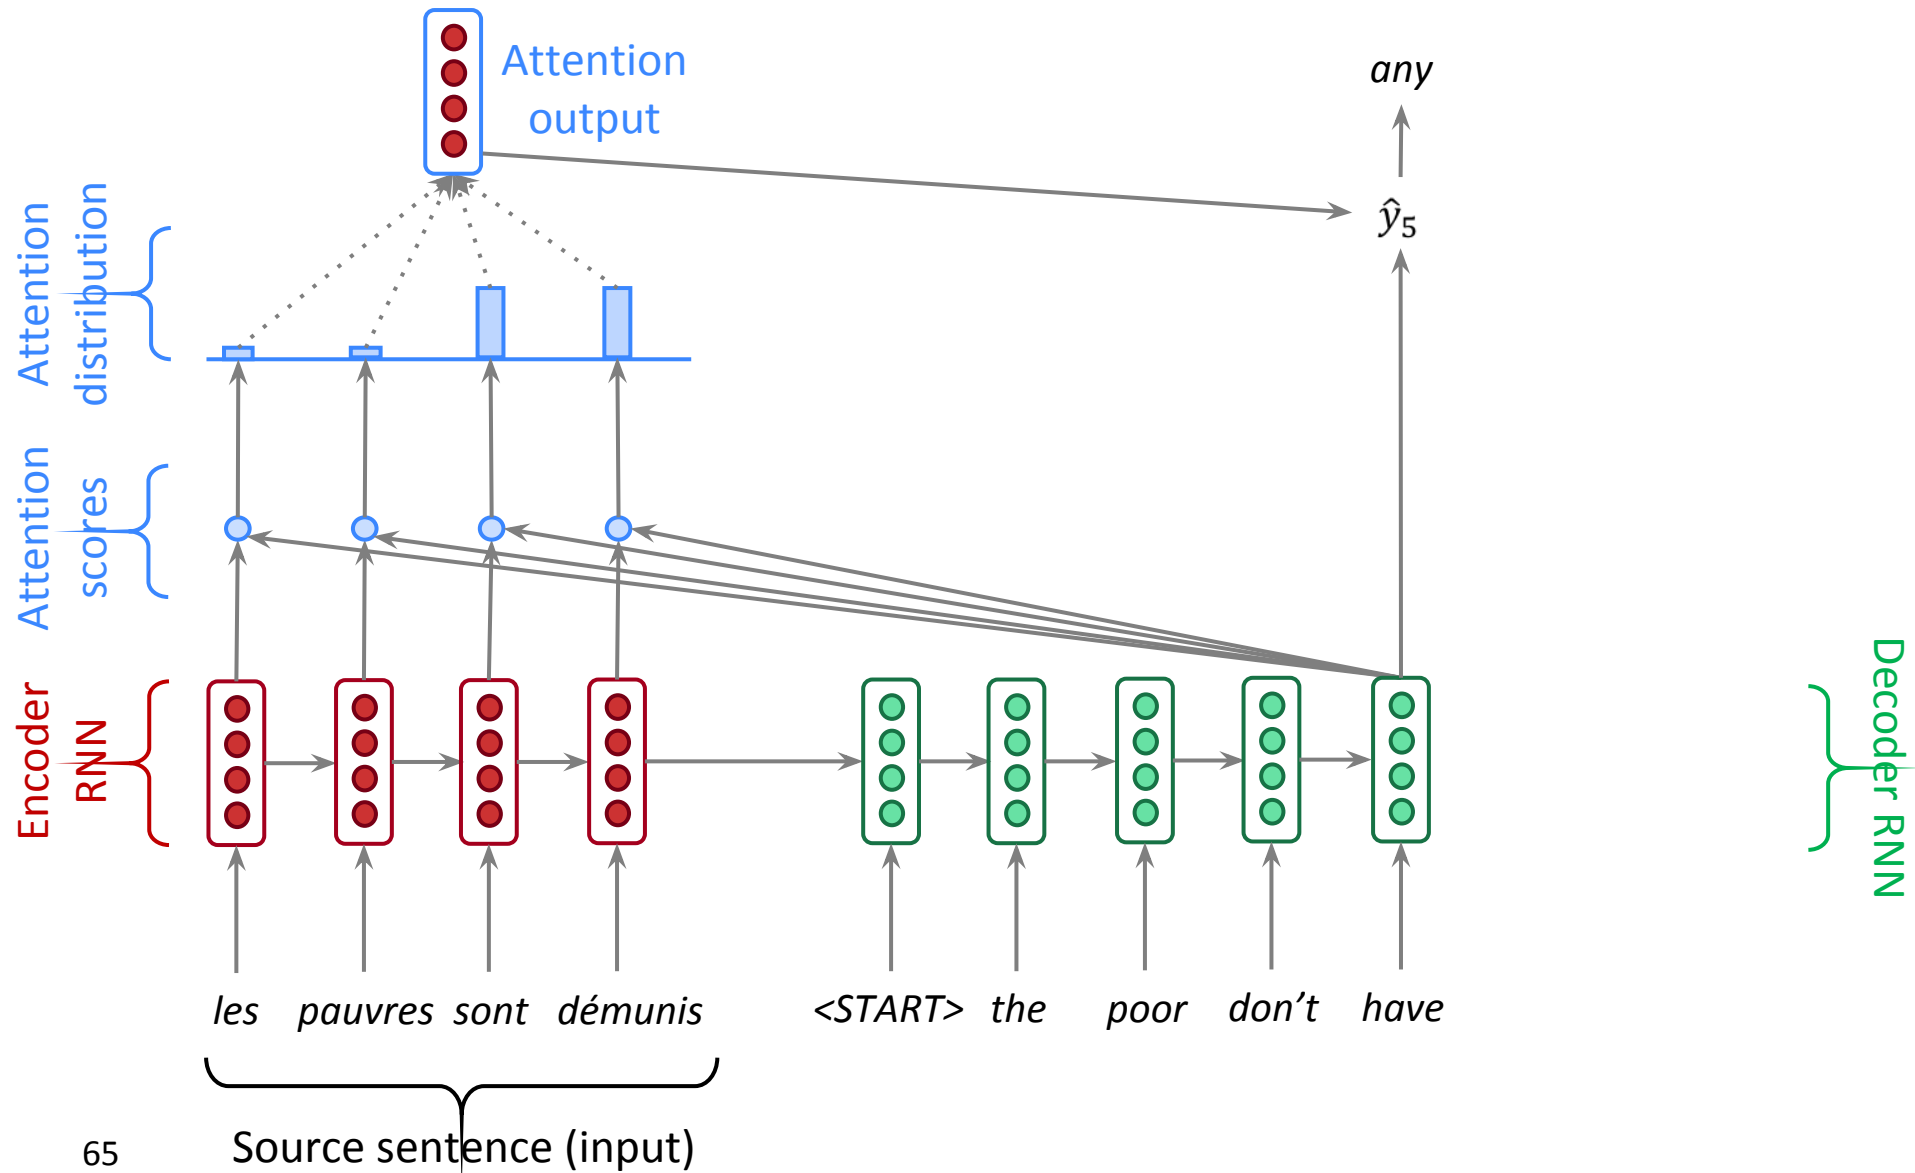 Attention
output
any
ŷ₅
Attention
distribution
Attention
scores
Encoder
RNN
Decoder RNN
les pauvres sont démunis <START> the poor don’t have
Source sentence (input)
65